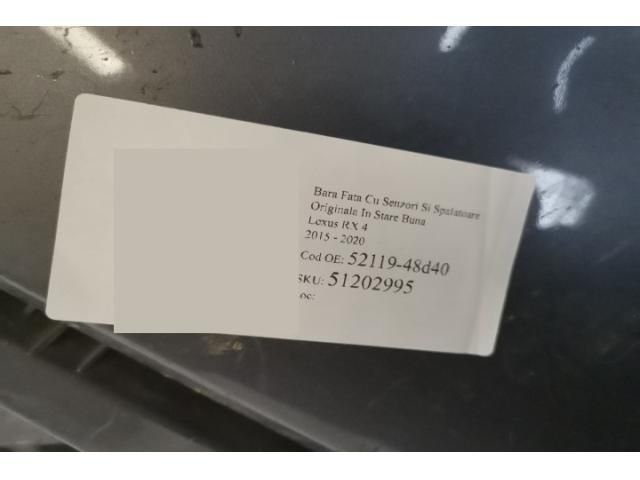 Bara Fata Cu Senzori Si Spalatoare
Originala In Stare Buna
Lexus RX 4
2015 - 2020
Cod OE: 52119-48d40
SKU: 51202995
oc: